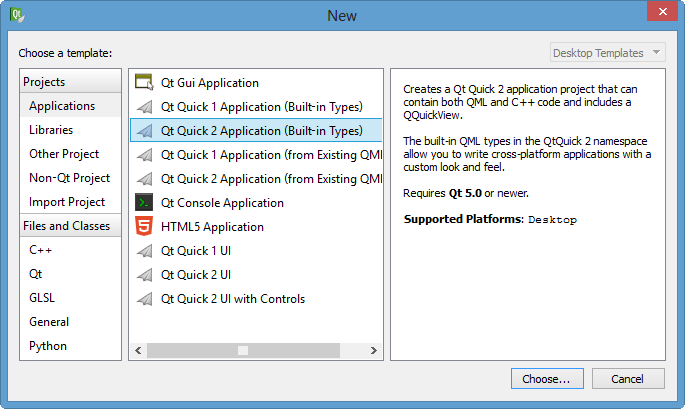 New
Choose a template:
Desktop Templates
Projects
Applications
Libraries
Other Project
Non-Qt Project
Import Project
Files and Classes
C++
Qt
GLSL
General
Python
Qt Gui Application
Qt Quick 1 Application (Built-in Types)
Qt Quick 2 Application (Built-in Types)
Qt Quick 1 Application (from Existing QML
Qt Quick 2 Application (from Existing QML
Qt Console Application
HTML5 Application
Qt Quick 1 UI
Qt Quick 2 UI
Qt Quick 2 UI with Controls
Creates a Qt Quick 2 application project that can
contain both QML and C++ code and includes a
QQuickView.
The built-in QML types in the QtQuick 2 namespace
allow you to write cross-platform applications with a
custom look and feel.
Requires Qt 5.0 or newer.
Supported Platforms: Desktop
Choose...
Cancel